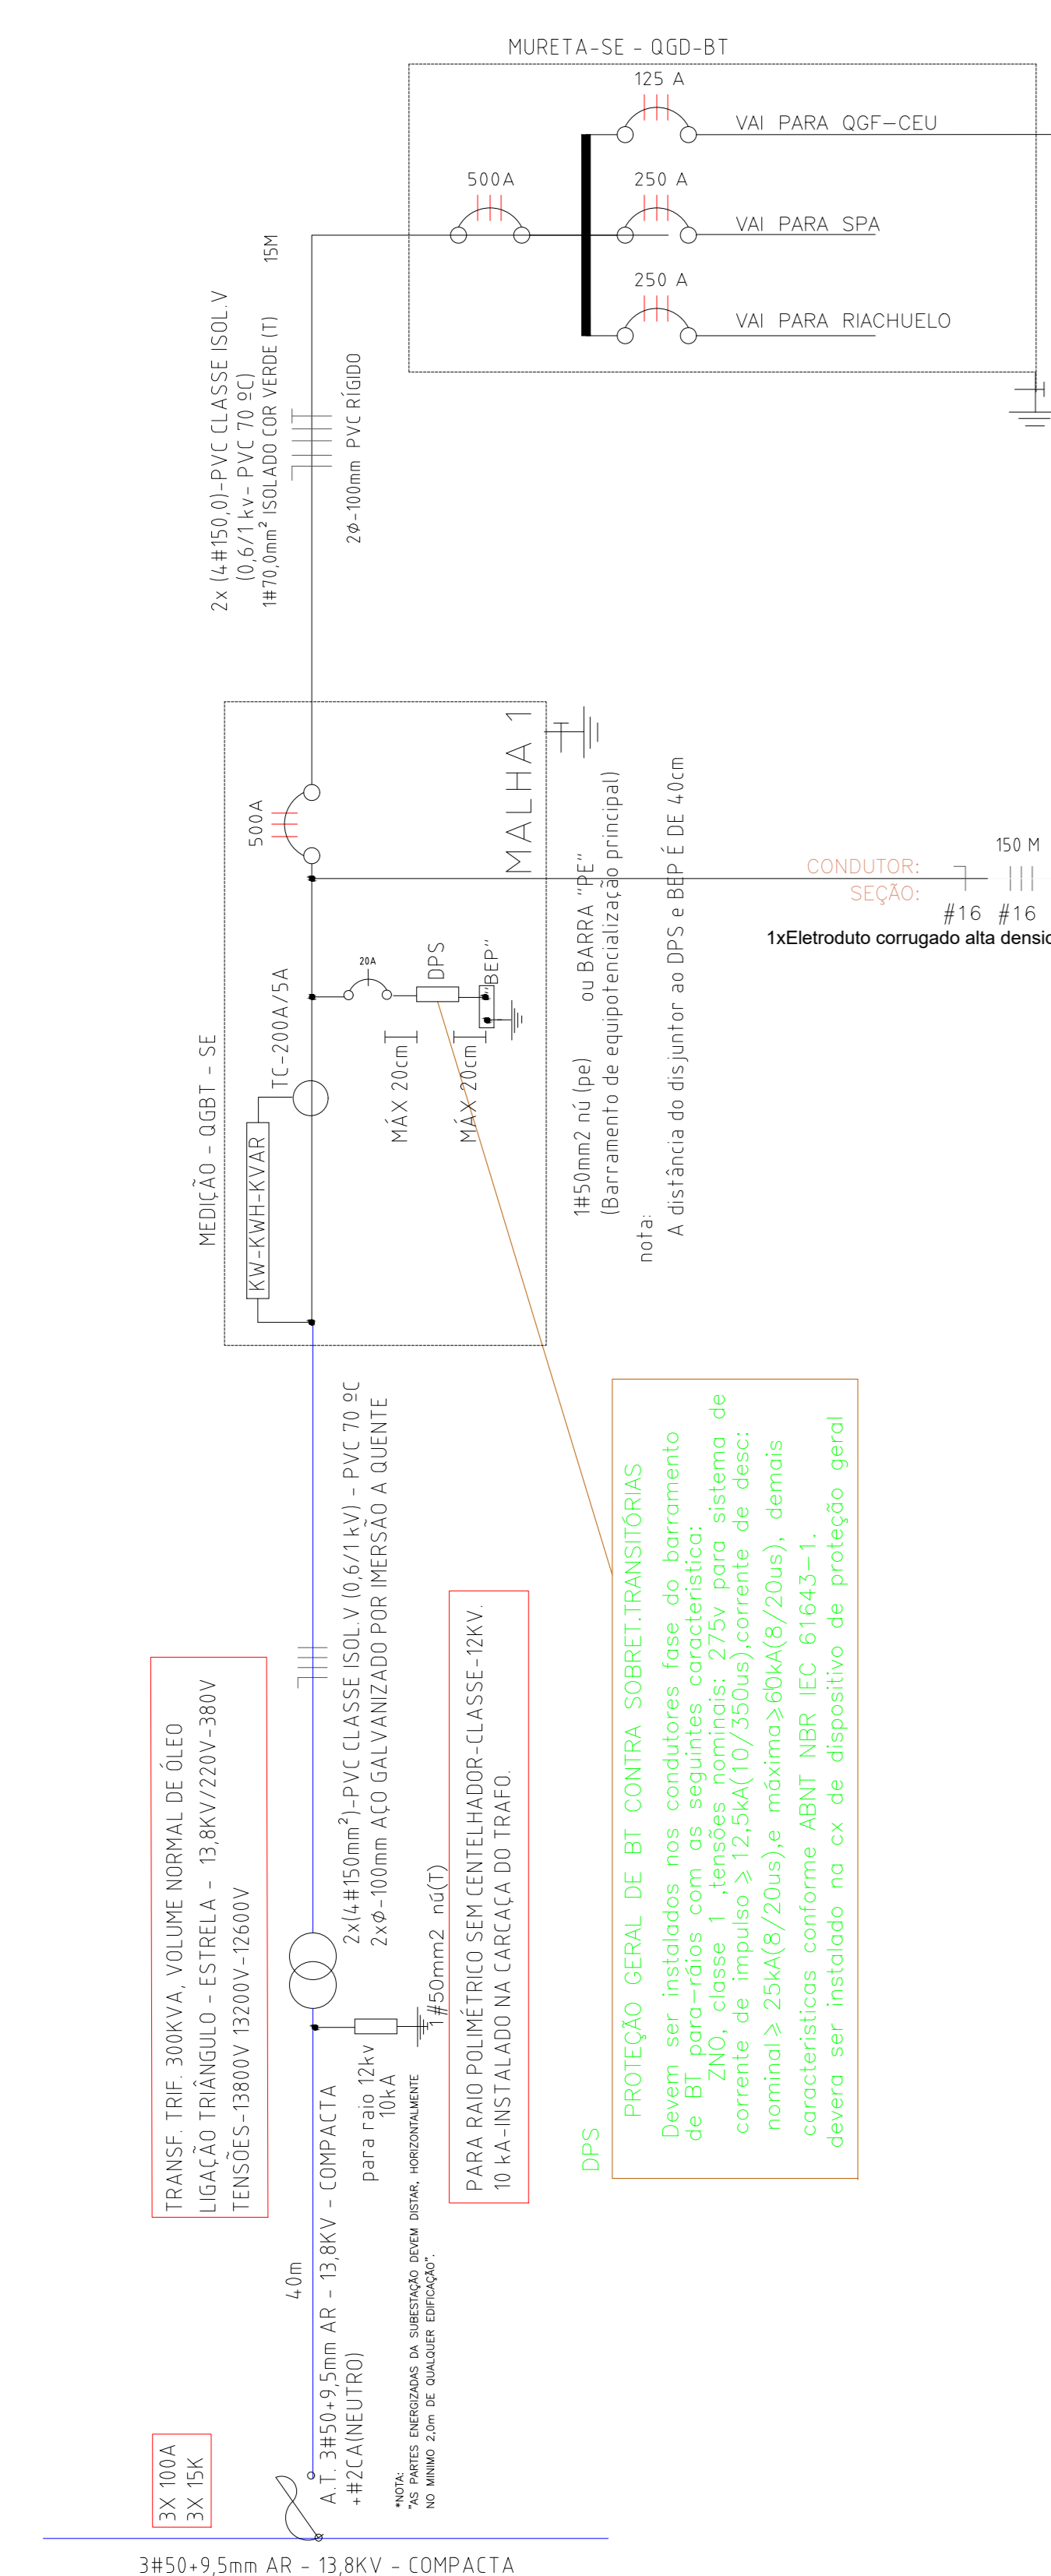 MURETA-SE - QGD-BT
125 A
VAI PARA QGF-CEU
500A
250 A
VAI PARA SPA
250 A
VAI PARA RIACHUELO
2x (4#150,0)-PVC CLASSE ISOL.V
(0,6/1 kv- PVC 70 ºC)
1#70,0mm² ISOLADO COR VERDE (T)
15M
2ϕ-100mm PVC RÍGIDO
MEDIÇÃO - QGBT - SE
500A
MALHA 1
TC-200A/5A
KW-KWH-KVAR
20A
DPS
"BEP"
MÁX 20cm
MÁX 20cm
1#50mm2 nú (pe) ou BARRA "PE"
(Barramento de equipotencialização principal)
nota:
A distância do disjuntor ao DPS e BEP É DE 40cm
CONDUTOR:
SEÇÃO:
150 M
#16 #16
1xEletroduto corrugado alta densic
2x(4#150mm²)-PVC CLASSE ISOL.V (0,6/1 kV) - PVC 70 ºC
2xϕ-100mm AÇO GALVANIZADO POR IMERSÃO A QUENTE
TRANSF. TRIF. 300KVA, VOLUME NORMAL DE ÓLEO
LIGAÇÃO TRIÂNGULO - ESTRELA - 13,8KV/220V-380V
TENSÕES-13800V 13200V-12600V
1#50mm2 nú(T)
PARA RAIO POLIMÉTRICO SEM CENTELHADOR-CLASSE-12KV.
10 kA-INSTALADO NA CARCAÇA DO TRAFO.
DPS
PROTEÇÃO GERAL DE BT CONTRA SOBRET.TRANSITÓRIAS
Devem ser instalados nos condutores fase do barramento
de BT para-ráios com as seguintes caracteristica:
ZNO, classe 1 ,tensões nominais: 275v para sistema de
corrente de impulso ≥ 12,5kA(10/350us),corrente de desc:
nominal≥ 25kA(8/20us),e máxima≥60kA(8/20us), demais
caracteristicas conforme ABNT NBR IEC 61643-1.
devera ser instalado na cx de dispositivo de proteção geral
para raio 12kv
10kA
40m
A.T. 3#50+9,5mm AR - 13,8KV - COMPACTA
+#2CA(NEUTRO)
*NOTA:
"AS PARTES ENERGIZADAS DA SUBESTAÇÃO DEVEM DISTAR, HORIZONTALMENTE
NO MINIMO 2,0m DE QUALQUER EDIFICAÇÃO".
3X 100A
3X 15K
3#50+9,5mm AR - 13,8KV - COMPACTA